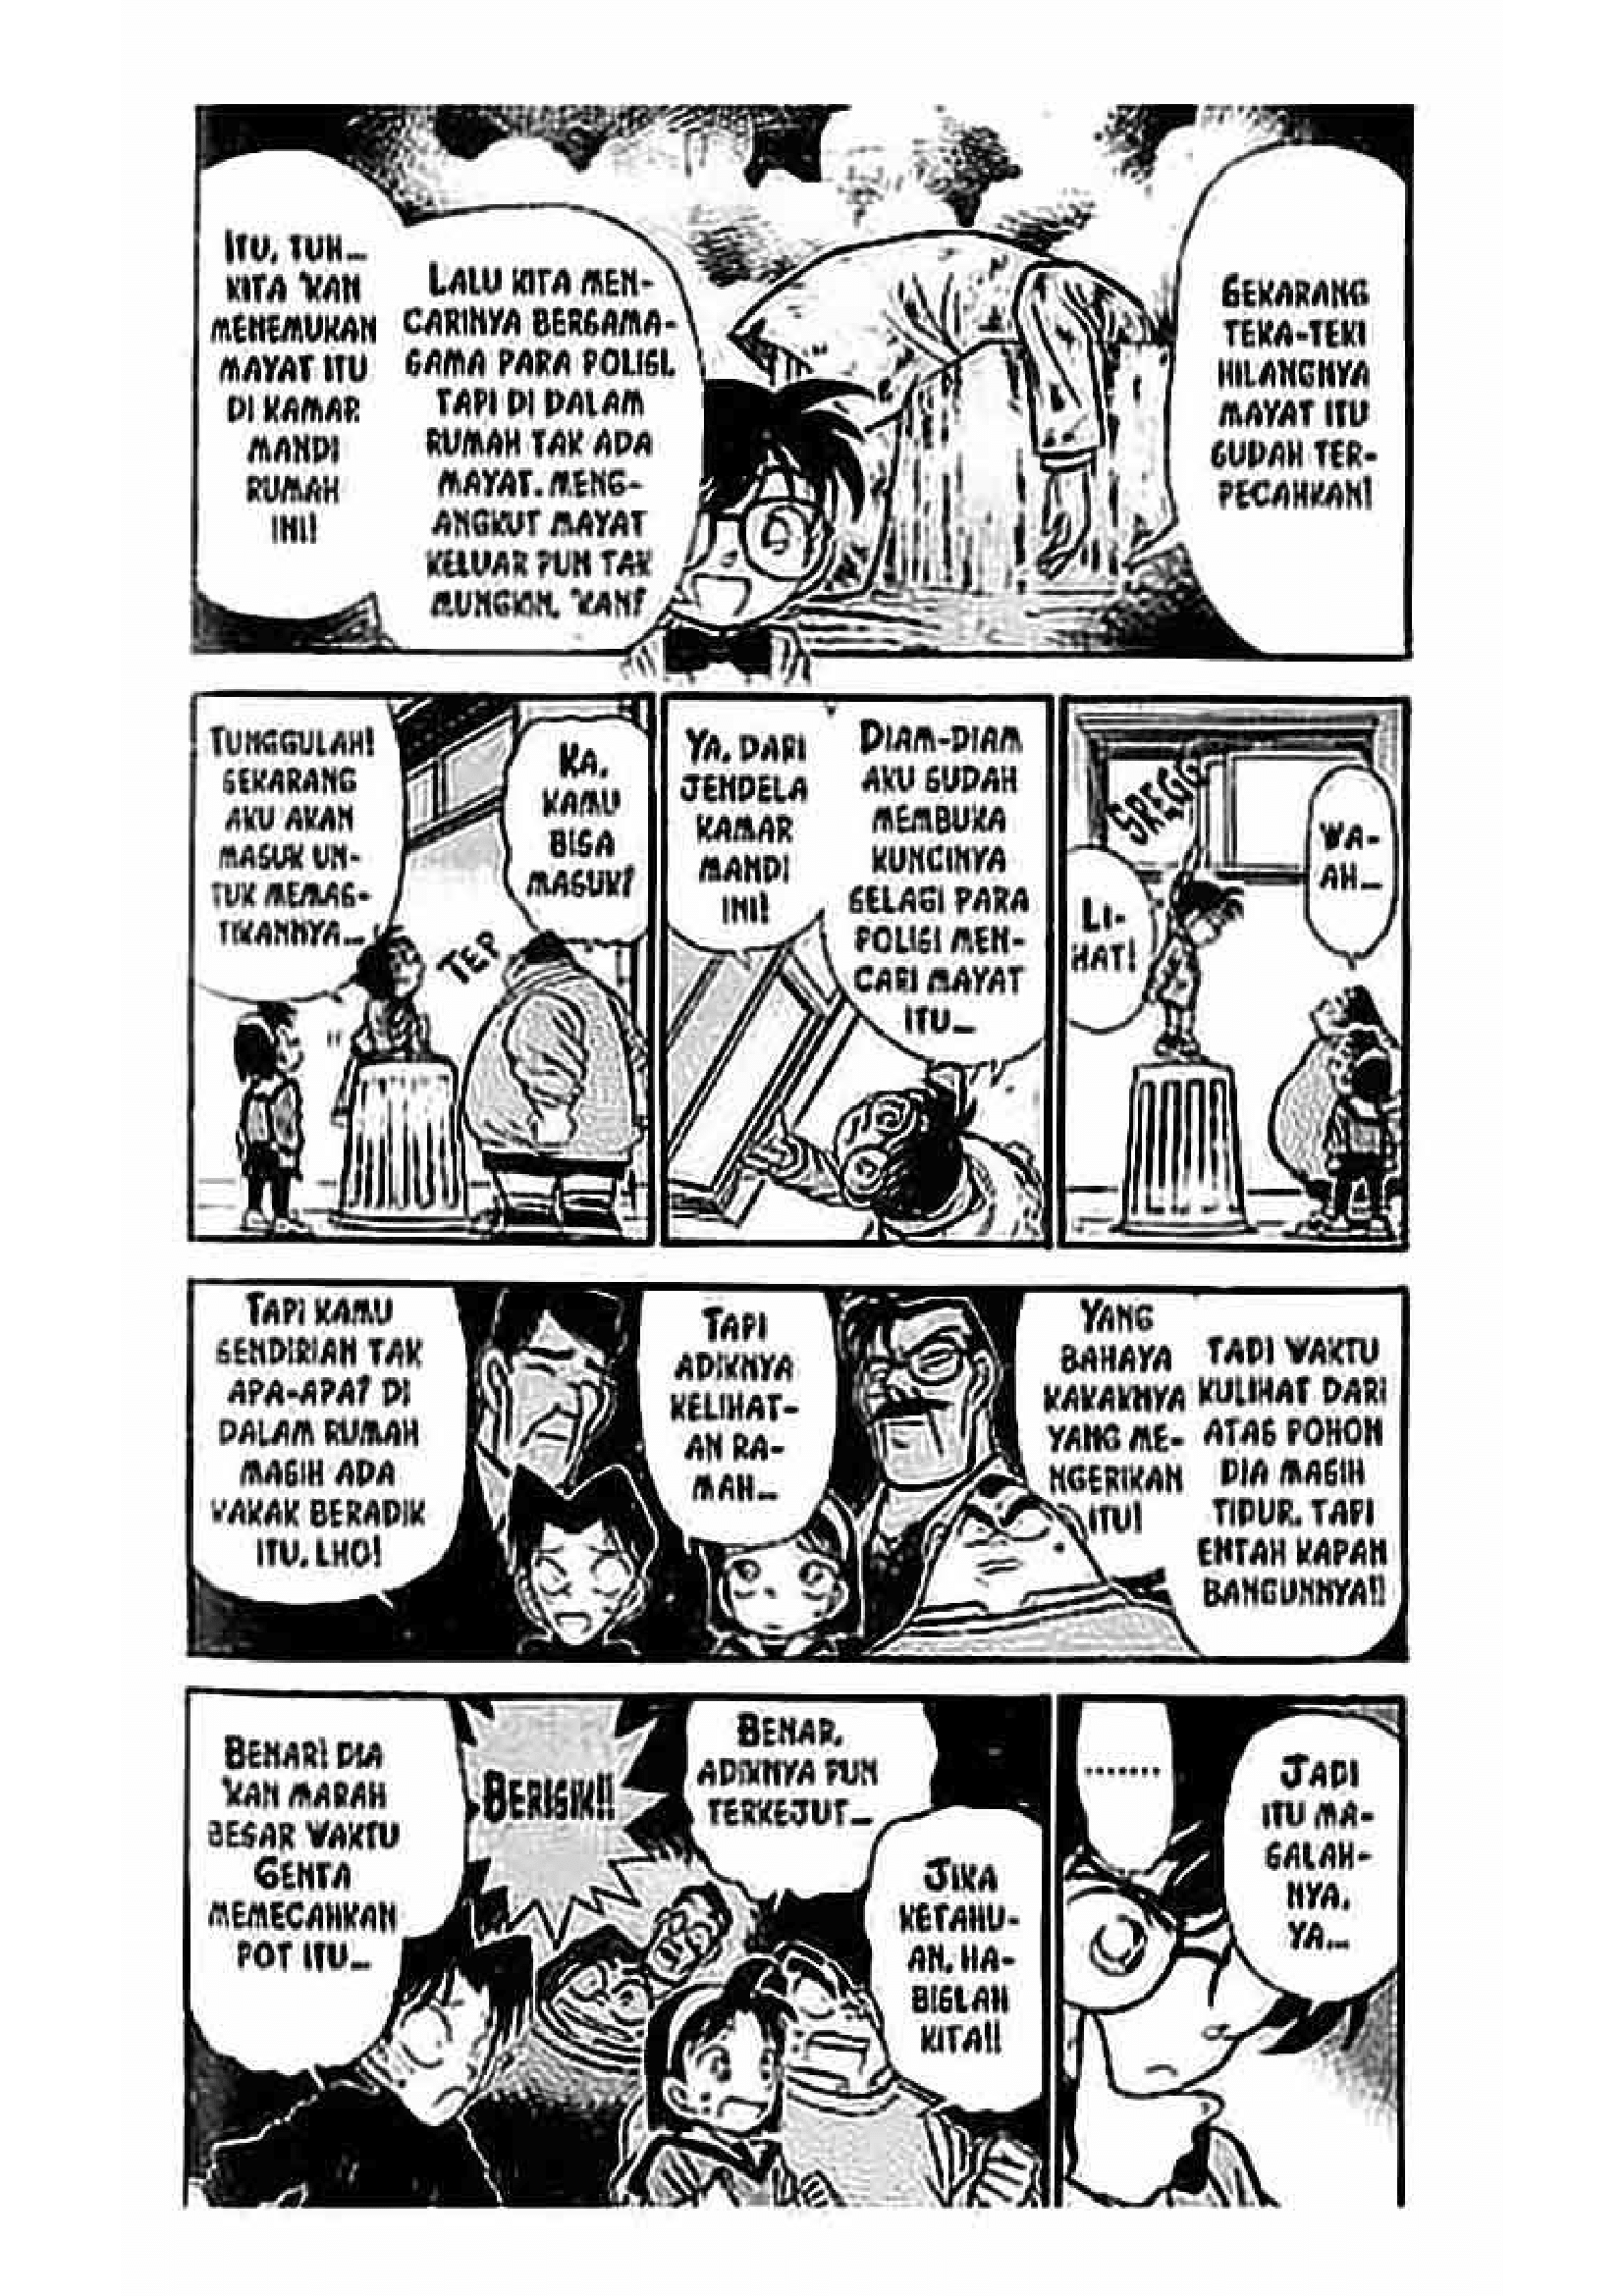 ITU, TUH...
KITA 'KAN
MENEMUKAN
MAYAT ITU
DI KAMAR
MANDI
RUMAH
INI!
LALU KITA MEN-
CARINYA BERSAMA-
SAMA PARA POLISI.
TAPI DI DALAM
RUMAH TAK ADA
MAYAT. MENG-
ANGKUT MAYAT
KELUAR PUN TAK
MUNGKIN, 'KAN?
SEKARANG
TEKA-TEKI
HILANGNYA
MAYAT ITU
SUDAH TER-
PECAHKAN!
TUNGGULAH!
SEKARANG
AKU AKAN
MASUK UN-
TUK MEMAS-
TIKANNYA...
TEP
KA,
KAMU
BISA
MASUK?
YA, DARI
JENDELA
KAMAR
MANDI
INI!
DIAM-DIAM
AKU SUDAH
MEMBUKA
KUNCINYA
SELAGI PARA
POLISI MEN-
CARI MAYAT
ITU...
LI-
HAT!
SREGG
WA-
AH...
TAPI KAMU
SENDIRIAN TAK
APA-APA? DI
DALAM RUMAH
MASIH ADA
KAKAK BERADIK
ITU, LHO!
TAPI
ADIKNYA
KELIHAT-
AN RA-
MAH...
YANG
BAHAYA
KAKAKNYA
YANG ME-
NGERIKAN
ITU!
TADI WAKTU
KULIHAT DARI
ATAS POHON
DIA MASIH
TIDUR. TAPI
ENTAH KAPAN
BANGUNNYA!!
BENAR! DIA
'KAN MARAH
BESAR WAKTU
GENTA
MEMECAHKAN
POT ITU...
BERISIK!!
BENAR,
ADIKNYA PUN
TERKEJUT...
JIKA
KETAHU-
AN, HA-
BISLAH
KITA!!
........
JADI
ITU MA-
SALAH-
NYA,
YA...